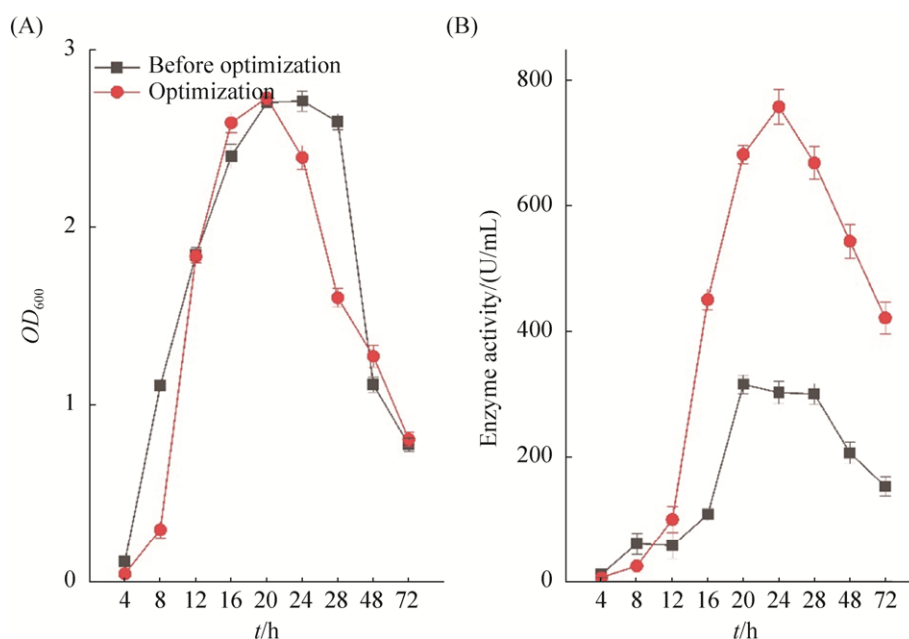 (A)
3
2
1
0
OD600
Before optimization
Optimization
4 8 12 16 20 24 28 48 72
t/h
(B)
800
600
400
200
0
Enzyme activity/(U/mL)
4 8 12 16 20 24 28 48 72
t/h